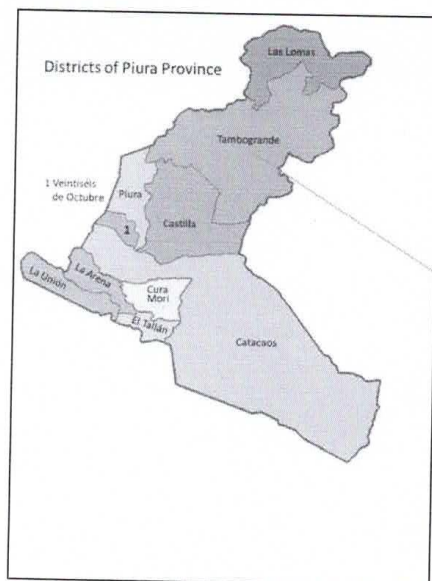 Districts of Piura Province
Las Lomas
Tambogrande
1 Veintiséis
de Octubre
Piura
1
Castilla
La Arena
La Unión
Cura
Mori
El Tallán
Catacaos